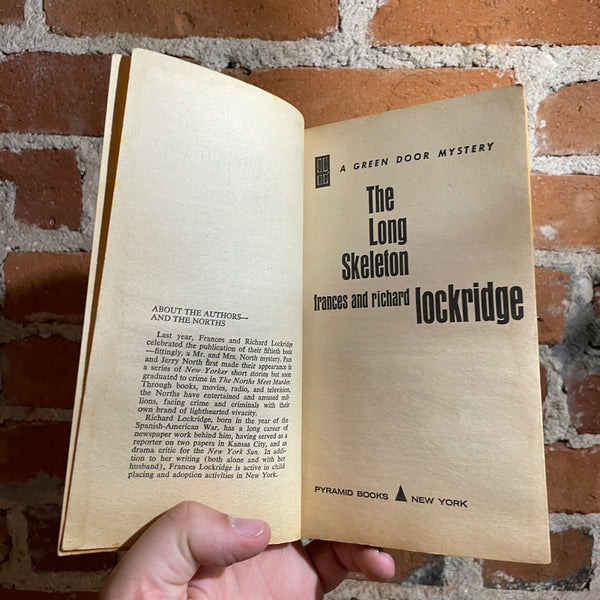 ABOUT THE AUTHORS—
AND THE NORTHS
Last year, Frances and Richard Lockridge
celebrated the publication of their fiftieth book
—fittingly, a Mr. and Mrs. North mystery. Pam
and Jerry North first made their appearance in
a series of New Yorker short stories but soon
graduated to crime in The Norths Meet Murder.
Through books, movies, radio, and television,
the Norths have entertained and amused mil-
lions, facing crime and criminals with their
own brand of lighthearted vivacity.
Richard Lockridge, born in the year of the
Spanish-American War, has a long career of
newspaper work behind him, having served as a
reporter on two papers in Kansas City, and as
drama critic for the New York Sun. In addi-
tion to her writing (both alone and with her
husband), Frances Lockridge is active in child
placing and adoption activities in New York.
A GREEN DOOR MYSTERY
The
Long
Skeleton
frances and richard lockridge
PYRAMID BOOKS NEW YORK